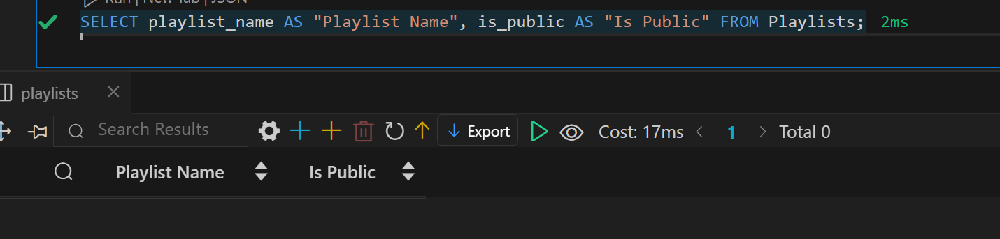 Run | New Tab | JSON
SELECT playlist_name AS "Playlist Name", is_public AS "Is Public" FROM Playlists; 2ms
playlists
Search Results Export Cost: 17ms 1 Total 0
Playlist Name Is Public